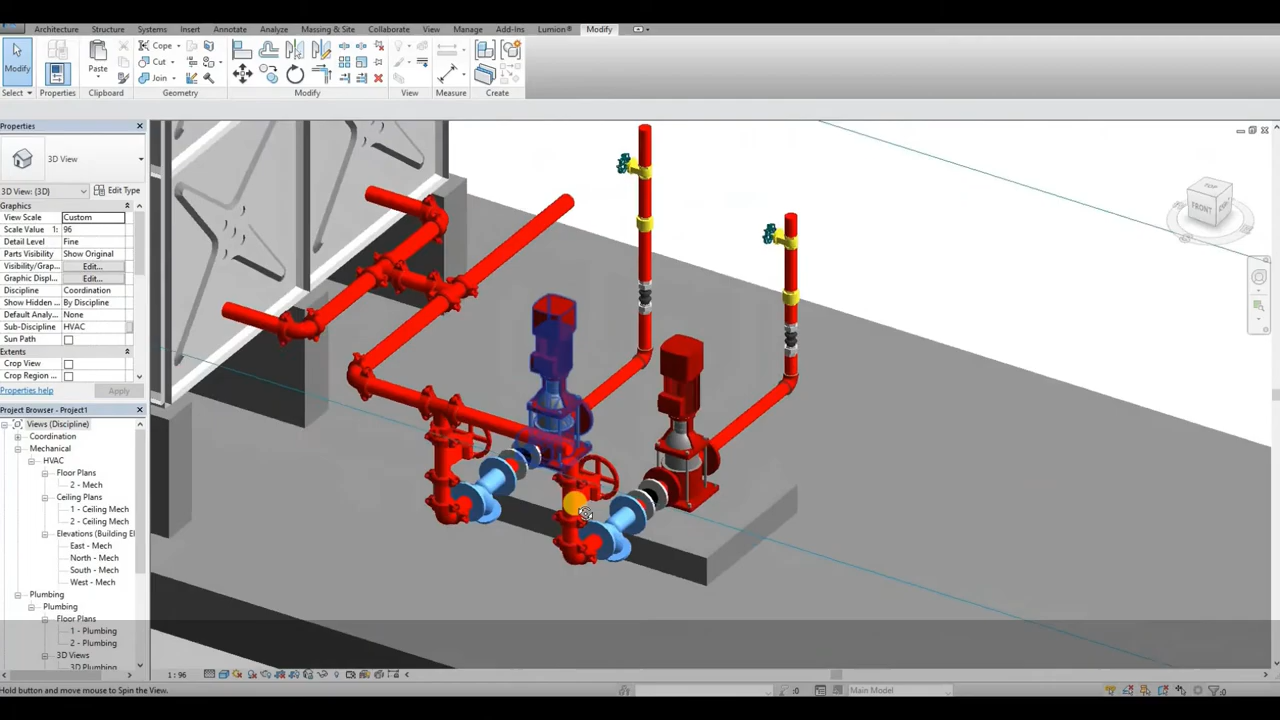 Architecture Structure Systems Insert Annotate Analyze Massing & Site Collaborate View Manage Add-Ins Lumion® Modify
Modify Paste Cope Cut Join
Select Properties Clipboard Geometry Modify View Measure Create
Properties
3D View
3D View: {3D} Edit Type
Graphics
View Scale Custom
Scale Value 1: 96
Detail Level Fine
Parts Visibility Show Original
Visibility/Grap... Edit...
Graphic Displ... Edit...
Discipline Coordination
Show Hidden ... By Discipline
Default Analy... None
Sub-Discipline HVAC
Sun Path
Extents
Crop View
Crop Region ...
Properties help Apply
Project Browser - Project1
Views (Discipline)
Coordination
Mechanical
HVAC
Floor Plans
2 - Mech
Ceiling Plans
1 - Ceiling Mech
2 - Ceiling Mech
Elevations (Building El
East - Mech
North - Mech
South - Mech
West - Mech
Plumbing
Plumbing
Floor Plans
1 - Plumbing
2 - Plumbing
3D Views
3D Plumbing
TOP
FRONT
1 : 96
Hold button and move mouse to Spin the View.
:0 Main Model :0